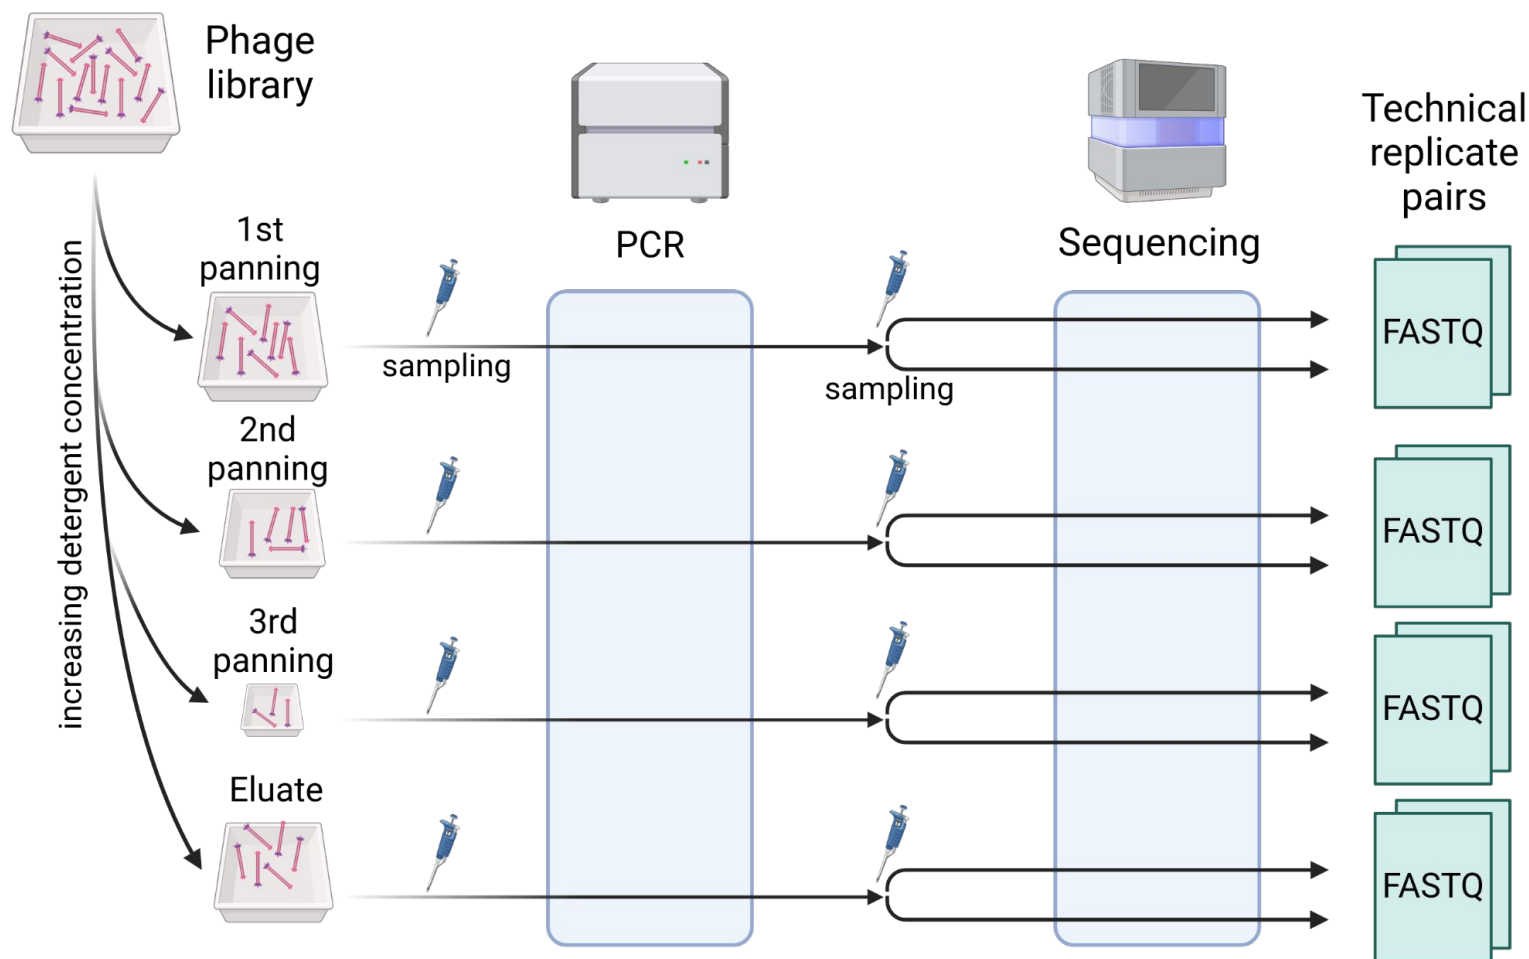 Phage
library
increasing detergent concentration
1st
panning
2nd
panning
3rd
panning
Eluate
sampling
PCR
sampling
Sequencing
Technical
replicate
pairs
FASTQ
FASTQ
FASTQ
FASTQ